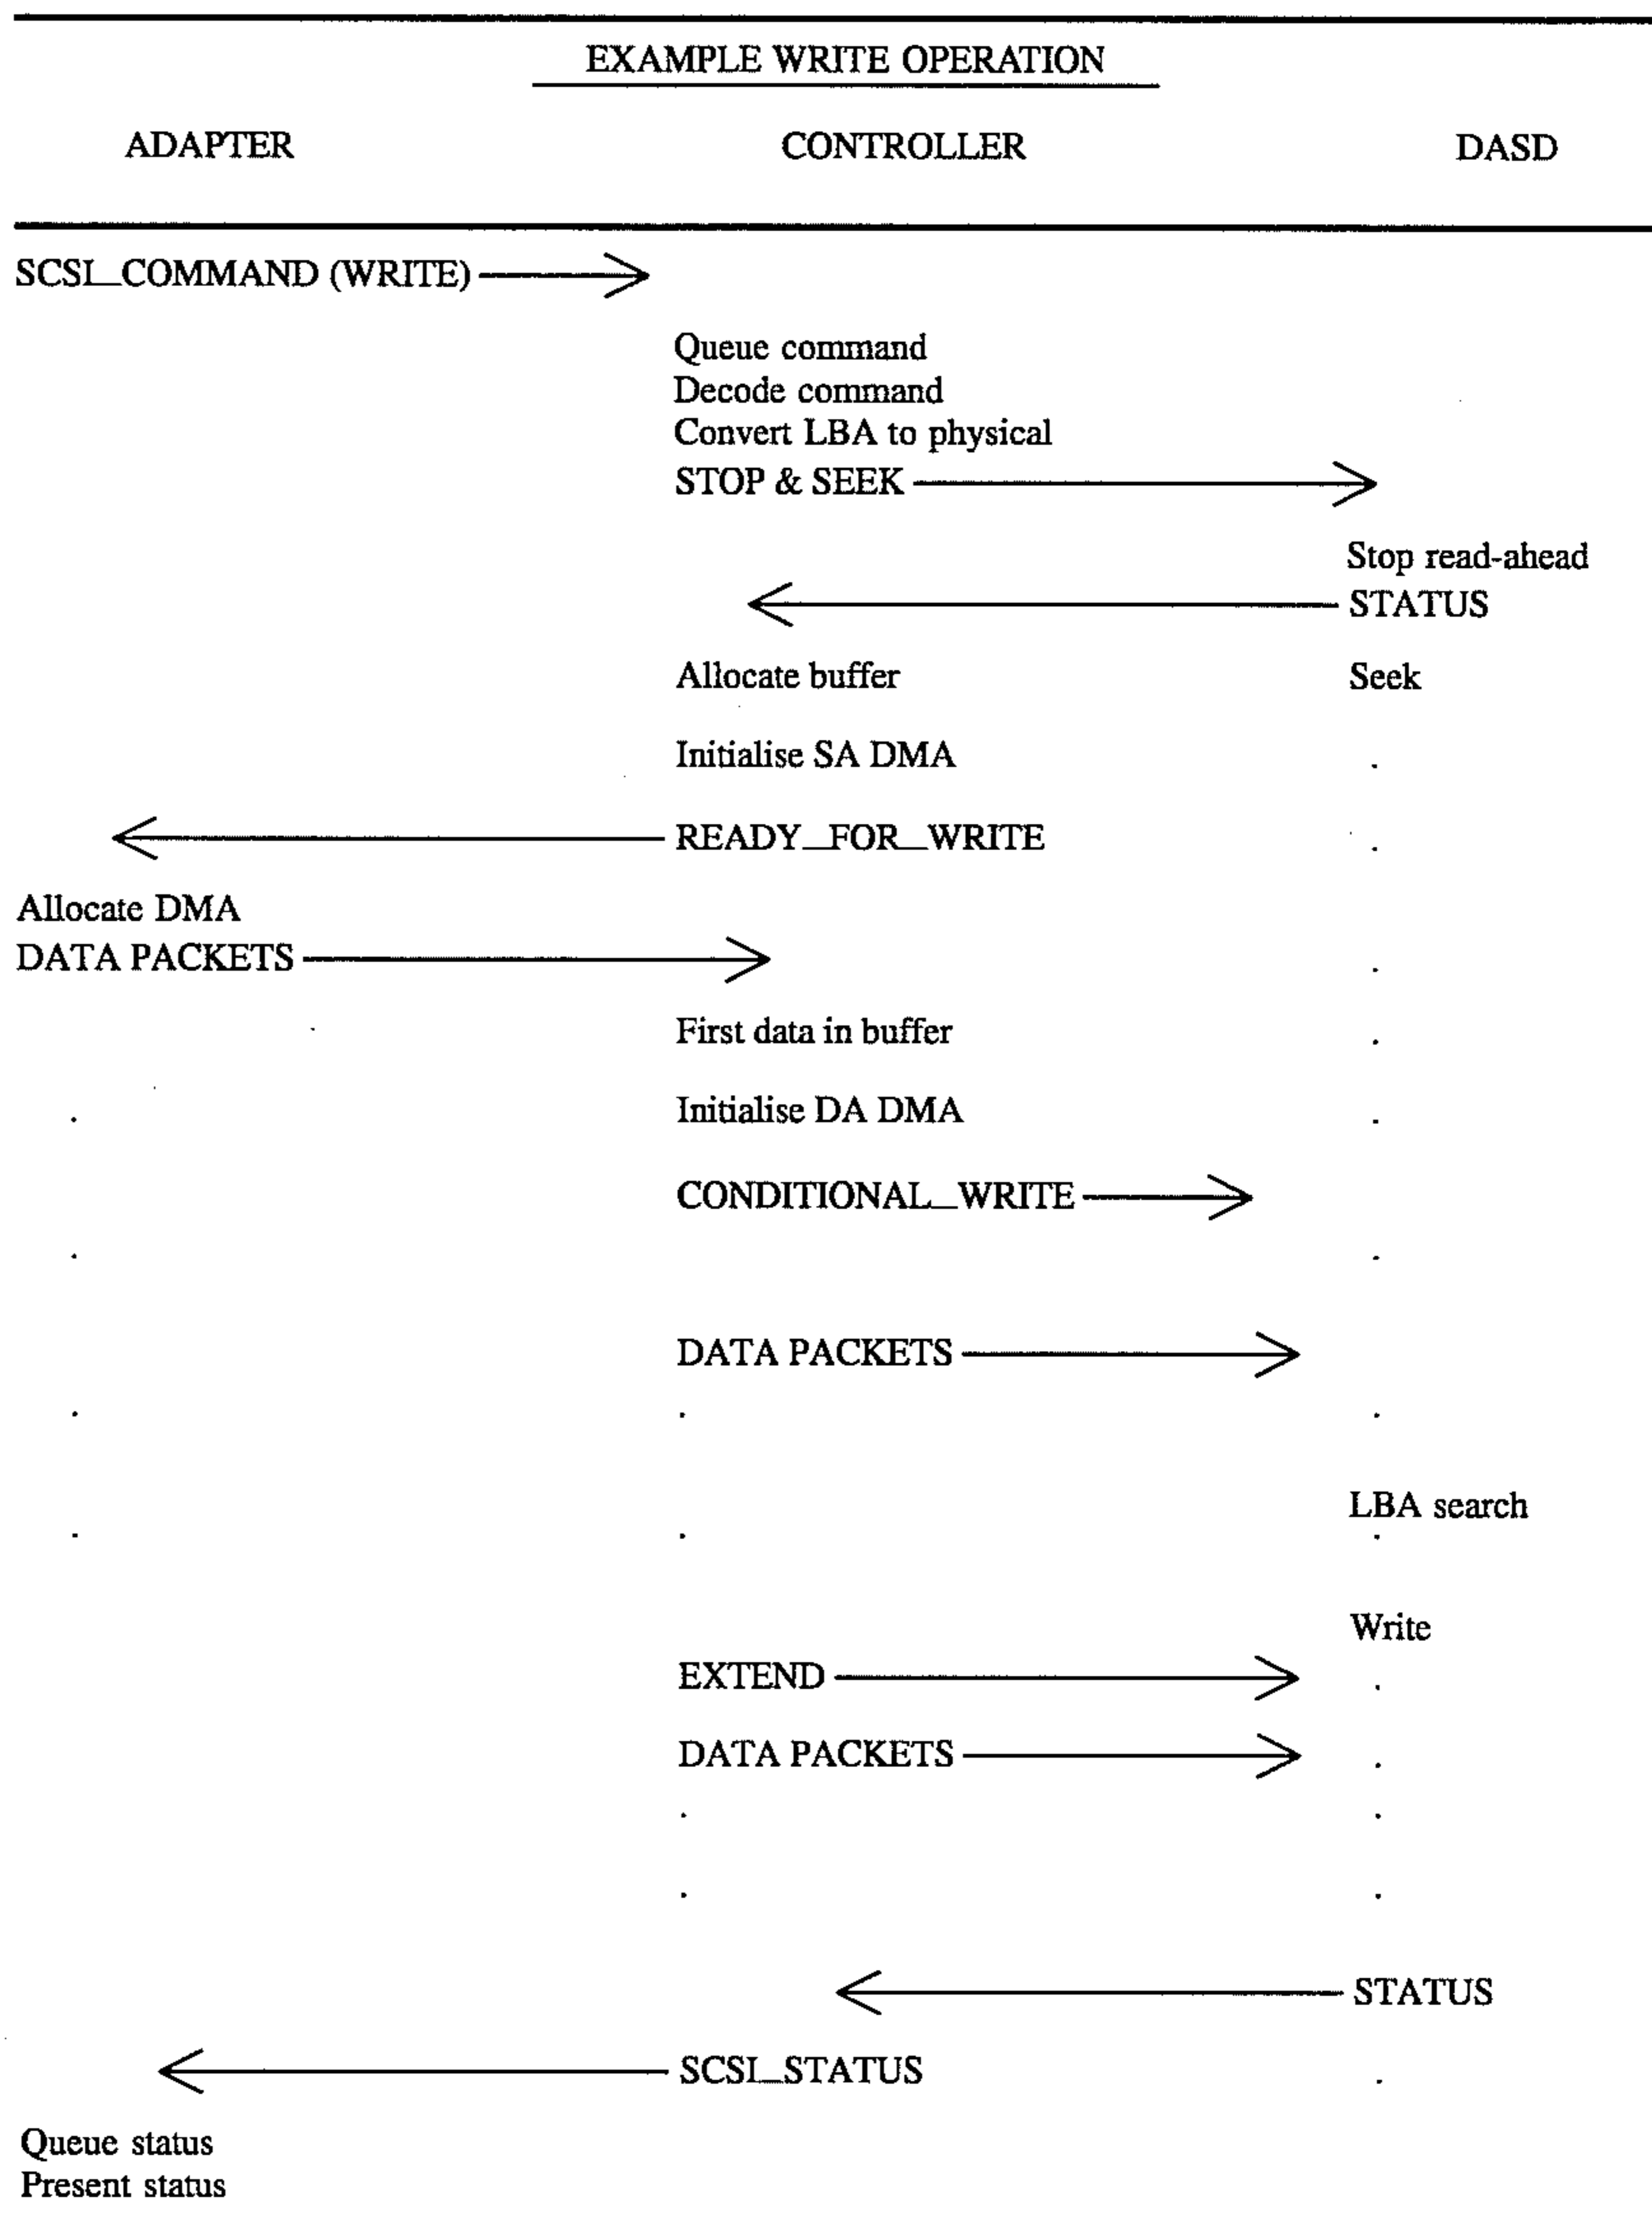 EXAMPLE WRITE OPERATION
ADAPTER CONTROLLER DASD
SCSI_COMMAND (WRITE)
Queue command
Decode command
Convert LBA to physical
STOP & SEEK
Stop read-ahead
STATUS
Allocate buffer Seek
Initialise SA DMA .
READY_FOR_WRITE .
Allocate DMA
DATA PACKETS .
First data in buffer .
. Initialise DA DMA .
CONDITIONAL_WRITE
. .
DATA PACKETS
. . .
LBA search
. . .
Write
EXTEND .
DATA PACKETS .
. .
. .
STATUS
SCSI_STATUS .
Queue status
Present status